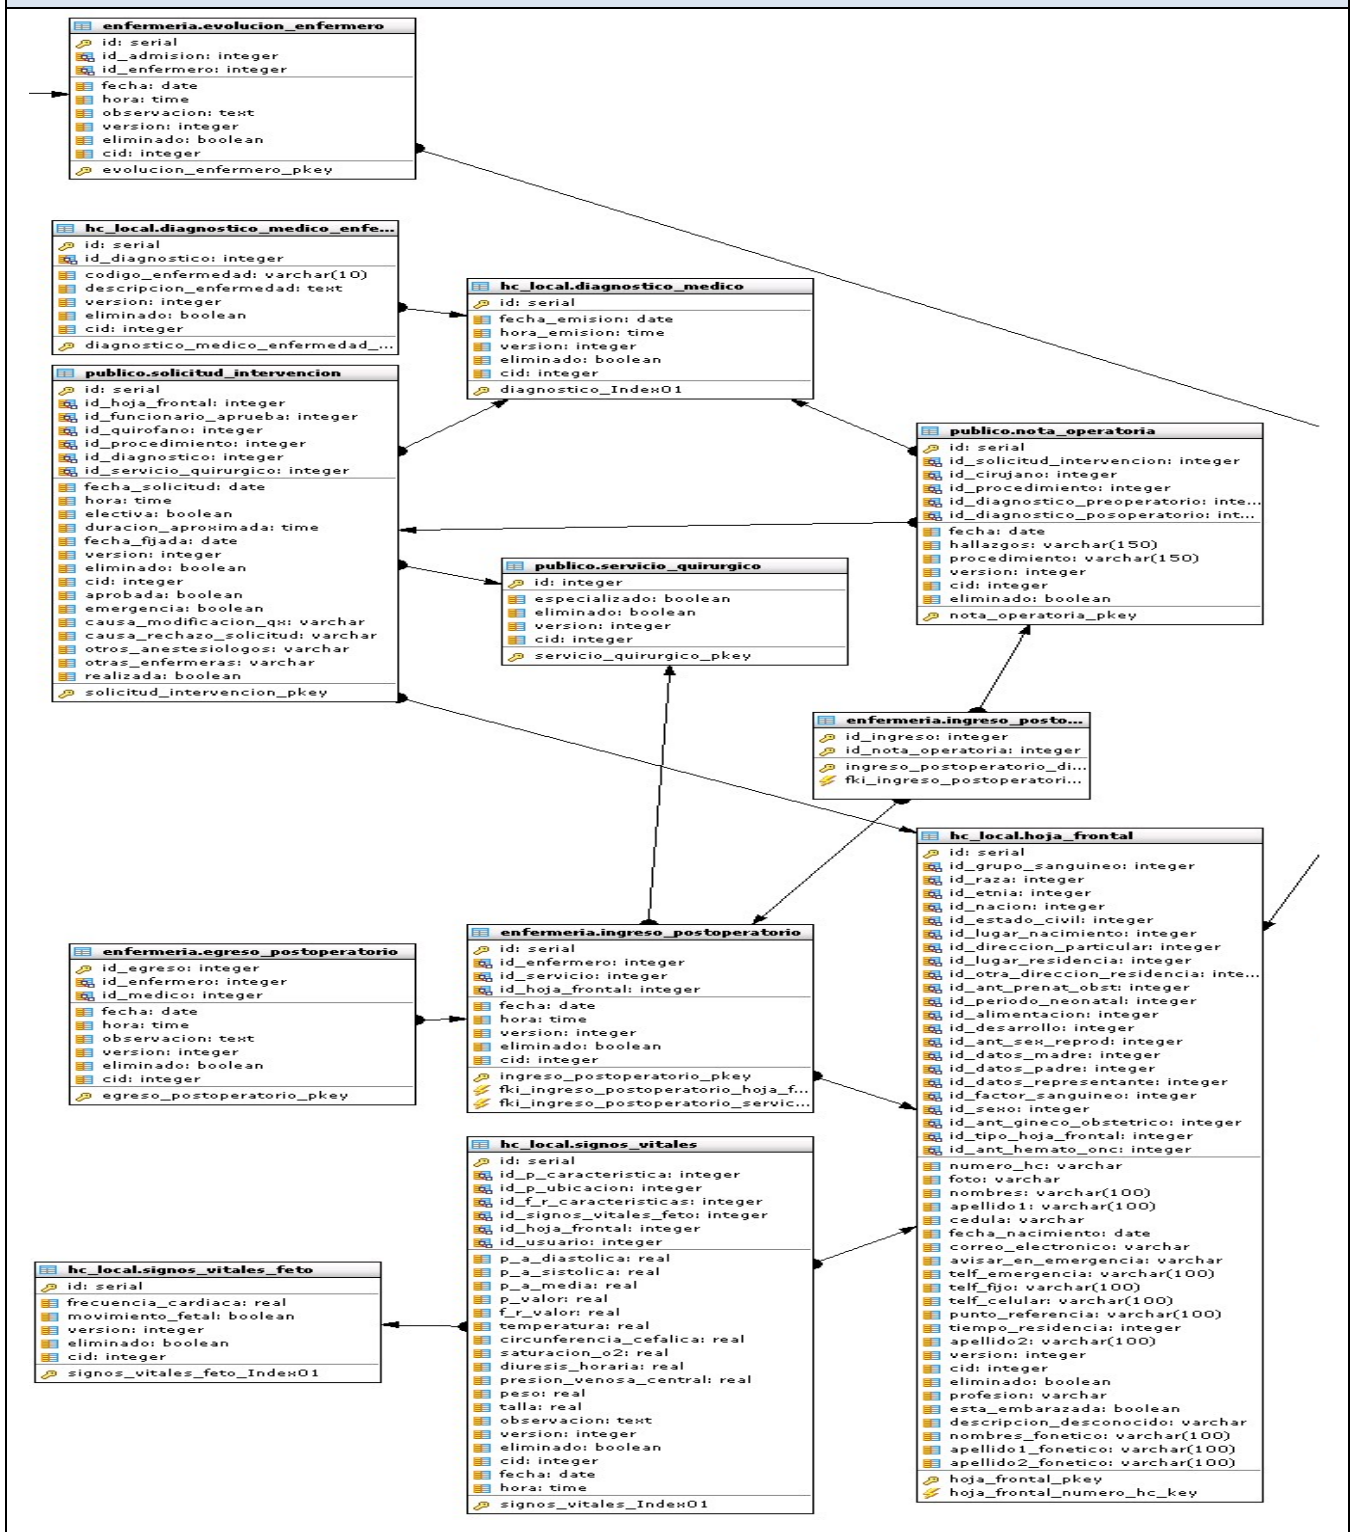 enfermeria.evolucion_enfermero
id: serial
id_admision: integer
id_enfermero: integer
fecha: date
hora: time
observacion: text
version: integer
eliminado: boolean
cid: integer
evolucion_enfermero_pkey
hc_local.diagnostico_medico_enfe...
id: serial
id_diagnostico: integer
codigo_enfermedad: varchar(10)
descripcion_enfermedad: text
version: integer
eliminado: boolean
cid: integer
diagnostico_medico_enfermedad_...
hc_local.diagnostico_medico
id: serial
fecha_emision: date
hora_emision: time
version: integer
eliminado: boolean
cid: integer
diagnostico_Index01
publico.solicitud_intervencion
id: serial
id_hoja_frontal: integer
id_funcionario_aprueba: integer
id_quirofano: integer
id_procedimiento: integer
id_diagnostico: integer
id_servicio_quirurgico: integer
fecha_solicitud: date
hora: time
electiva: boolean
duracion_aproximada: time
fecha_fijada: date
version: integer
eliminado: boolean
cid: integer
aprobada: boolean
emergencia: boolean
causa_modificacion_qx: varchar
causa_rechazo_solicitud: varchar
otros_anestesiologos: varchar
otras_enfermeras: varchar
realizada: boolean
solicitud_intervencion_pkey
publico.nota_operatoria
id: serial
id_solicitud_intervencion: integer
id_cirujano: integer
id_procedimiento: integer
id_diagnostico_preoperatorio: inte...
id_diagnostico_posoperatorio: int...
fecha: date
hallazgos: varchar(150)
procedimiento: varchar(150)
version: integer
cid: integer
eliminado: boolean
nota_operatoria_pkey
publico.servicio_quirurgico
id: integer
especializado: boolean
eliminado: boolean
version: integer
cid: integer
servicio_quirurgico_pkey
enfermeria.ingreso_posto...
id_ingreso: integer
id_nota_operatoria: integer
ingreso_postoperatorio_di...
fki_ingreso_postoperatori...
hc_local.hoja_frontal
id: serial
id_grupo_sanguineo: integer
id_raza: integer
id_etnia: integer
id_nacion: integer
id_estado_civil: integer
id_lugar_nacimiento: integer
id_direccion_particular: integer
id_lugar_residencia: integer
id_otra_direccion_residencia: inte...
id_ant_prenat_obst: integer
id_periodo_neonatal: integer
id_alimentacion: integer
id_desarrollo: integer
id_ant_sex_reprod: integer
id_datos_madre: integer
id_datos_padre: integer
id_datos_representante: integer
id_factor_sanguineo: integer
id_sexo: integer
id_ant_gineco_obstetrico: integer
id_tipo_hoja_frontal: integer
id_ant_hemato_onc: integer
numero_hc: varchar
foto: varchar
nombres: varchar(100)
apellido1: varchar(100)
cedula: varchar
fecha_nacimiento: date
correo_electronico: varchar
avisar_en_emergencia: varchar
telf_emergencia: varchar(100)
telf_fijo: varchar(100)
telf_celular: varchar(100)
punto_referencia: varchar(100)
tiempo_residencia: integer
apellido2: varchar(100)
version: integer
cid: integer
eliminado: boolean
profesion: varchar
esta_embarazada: boolean
descripcion_desconocido: varchar
nombres_fonetico: varchar(100)
apellido1_fonetico: varchar(100)
apellido2_fonetico: varchar(100)
hoja_frontal_pkey
hoja_frontal_numero_hc_key
enfermeria.egreso_postoperatorio
id_egreso: integer
id_enfermero: integer
id_medico: integer
fecha: date
hora: time
observacion: text
version: integer
eliminado: boolean
cid: integer
egreso_postoperatorio_pkey
enfermeria.ingreso_postoperatorio
id: serial
id_enfermero: integer
id_servicio: integer
id_hoja_frontal: integer
fecha: date
hora: time
version: integer
eliminado: boolean
cid: integer
ingreso_postoperatorio_pkey
fki_ingreso_postoperatorio_hoja_f...
fki_ingreso_postoperatorio_servic...
hc_local.signos_vitales
id: serial
id_p_caracteristica: integer
id_p_ubicacion: integer
id_f_r_caracteristicas: integer
id_signos_vitales_feto: integer
id_hoja_frontal: integer
id_usuario: integer
p_a_diastolica: real
p_a_sistolica: real
p_a_media: real
p_valor: real
f_r_valor: real
temperatura: real
circunferencia_cefalica: real
saturacion_o2: real
diuresis_horaria: real
presion_venosa_central: real
peso: real
talla: real
observacion: text
version: integer
eliminado: boolean
cid: integer
fecha: date
hora: time
signos_vitales_Index01
hc_local.signos_vitales_feto
id: serial
frecuencia_cardiaca: real
movimiento_fetal: boolean
version: integer
eliminado: boolean
cid: integer
signos_vitales_feto_Index01